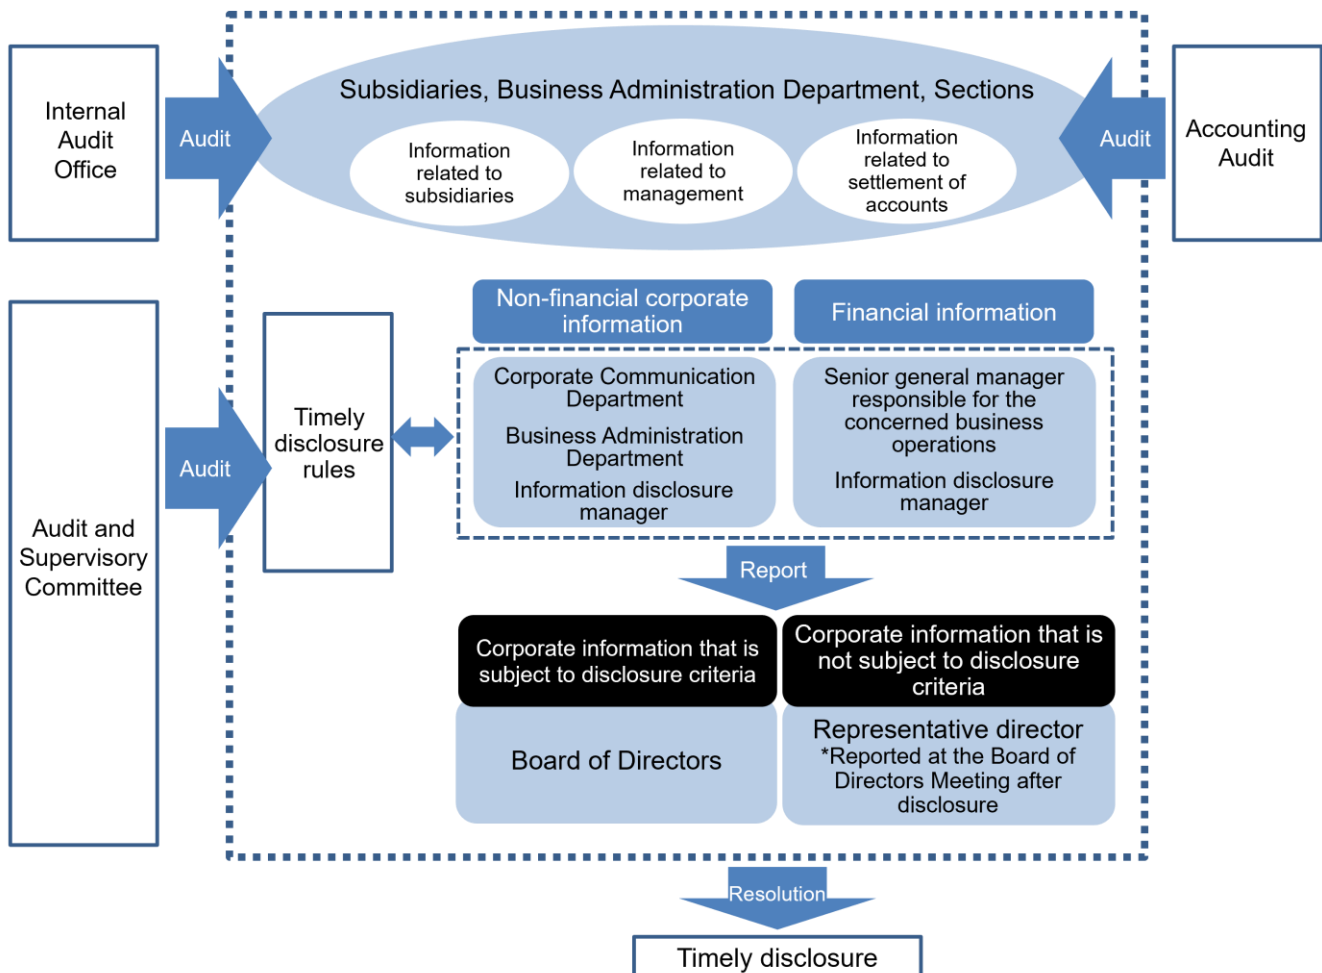 Internal
Audit
Office
Audit
Subsidiaries, Business Administration Department, Sections
Information
related to
subsidiaries
Information
related to
management
Information
related to
settlement of
accounts
Audit
Accounting
Audit
Audit and
Supervisory
Committee
Audit
Timely
disclosure
rules
Non-financial corporate
information
Financial information
Corporate Communication
Department
Business Administration
Department
Information disclosure
manager
Senior general manager
responsible for the
concerned business
operations
Information disclosure
manager
Report
Corporate information that is
subject to disclosure criteria
Corporate information that is
not subject to disclosure
criteria
Board of Directors
Representative director
*Reported at the Board of
Directors Meeting after
disclosure
Resolution
Timely disclosure